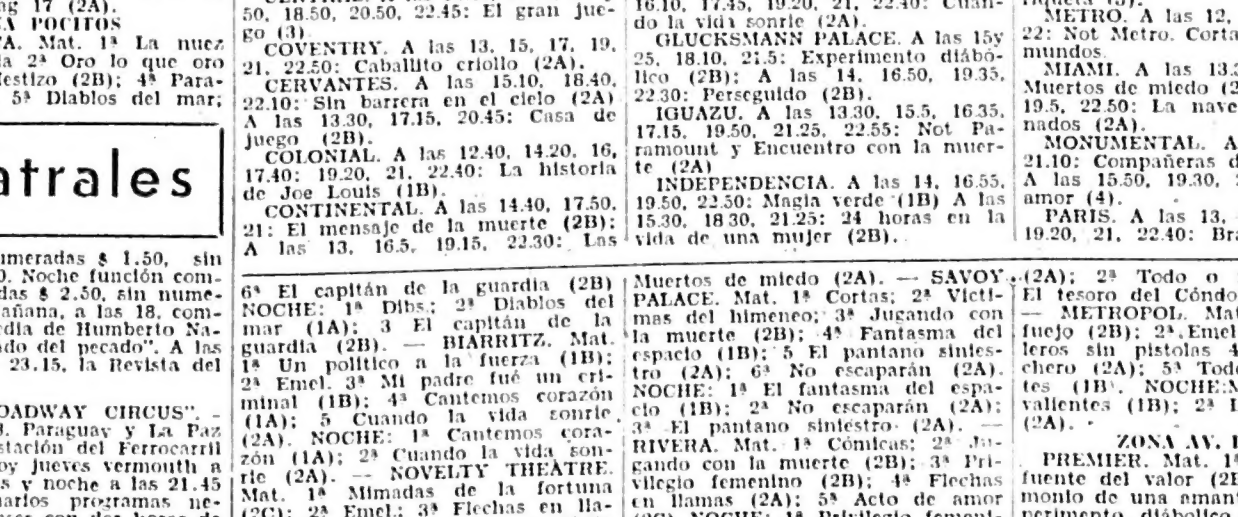 ng 17 (2A).
A POCITOS
A. Mat. 1ª La nuez
la 2ª Oro lo que oro
Mestizo (2B); 4ª Para-
5ª Diablos del mar;
atrales
umeradas $ 1.50, sin
0. Noche función com-
das $ 2.50, sin nume-
añana, a las 18, com-
edia de Humberto Na-
do del pecado". A las
23.15, la Revista del
OADWAY CIRCUS". -
3. Paraguay y La Paz
stación del Ferrocarril
oy jueves vermouth a
s y noche a las 21.45
narios programas ne-
50, 18.50, 20.50, 22.45: El gran jue-
go (3).
COVENTRY. A las 13, 15, 17, 19,
21, 22.50: Caballito criollo (2A).
CERVANTES. A las 15.10, 18.40,
22.10: Sin barrera en el cielo (2A)
A las 13.30, 17.15, 20.45: Casa de
juego (2B).
COLONIAL. A las 12.40, 14.20, 16,
17.40: 19.20, 21, 22.40: La historia
de Joe Louis (1B).
CONTINENTAL. A las 14.40, 17.50,
21: El mensaje de la muerte (2B):
A las 13, 16.5, 19.15, 22.30: Las
16.10, 17.45, 19.20, 21, 22.40: Cuan-
do la vida sonríe (2A).
GLUCKSMANN PALACE. A las 15y
25, 18.10, 21.5: Experimento diábó-
lico (2B); A las 14, 16.50, 19.35,
22.30: Perseguido (2B).
IGUAZU. A las 13.30, 15.5, 16.35,
17.15, 19.50, 21.25, 22.55: Not Pa-
ramount y Encuentro con la muer-
te (2A)
INDEPENDENCIA. A las 14, 16.55,
19.50, 22.50: Magia verde (1B) A las
15.30, 18 30, 21.25: 24 horas en la
vida de una mujer (2B).
METRO. A las 12,
22: Not Metro. Corta
mundos.
MIAMI. A las 13.3
Muertos de miedo (2
19.5, 22.50: La nave
nados (2A).
MONUMENTAL. A
21.10: Compañeras d
A las 15.50, 19.30,
amor (4).
PARIS. A las 13,
19.20, 21, 22.40: Bra
6ª El capitán de la guardia (2B)
NOCHE: 1ª Dibs.; 2ª Diablos del
mar (1A); 3 El capitán de la
guardia (2B). — BIARRITZ. Mat.
1ª Un político a la fuerza (1B);
2ª Emel. 3ª Mi padre fué un cri-
minal (1B); 4ª Cantemos corazón
(1A); 5 Cuando la vida sonríe
(2A). NOCHE: 1ª Cantemos cora-
zón (1A); 2ª Cuando la vida son-
ríe (2A). — NOVELTY THEATRE.
Mat. 1ª Mimadas de la fortuna
(2C); 2ª Emel.; 3ª Flechas en lla-
Muertos de miedo (2A). — SAVOY
PALACE. Mat. 1ª Cortas; 2ª Vícti-
mas del himeneo; 3ª Jugando con
la muerte (2B); 4ª Fantasma del
espacio (1B); 5 El pantano sinies-
tro (2A); 6ª No escaparán (2A).
NOCHE: 1ª El fantasma del espa-
cio (1B); 2ª No escaparán (2A);
3ª El pantano siniestro (2A). —
RIVERA. Mat. 1ª Cómicas; 2ª Ju-
gando con la muerte (2B); 3ª Pri-
vilegio femenino (2B); 4ª Flechas
en llamas (2A); 5ª Acto de amor
(2A); 2ª Todo o
El tesoro del Cóndo
— METROPOL. Mat
fuejo (2B); 2ª Emel
leros sin pistolas 4
chero (2A); 5ª Tod
tes (1B). NOCHE:
valientes (1B); 2ª
(2A).
ZONA AV.
PREMIER. Mat. 1ª
fuente del valor (2B
monio de una aman
perimento diábolico